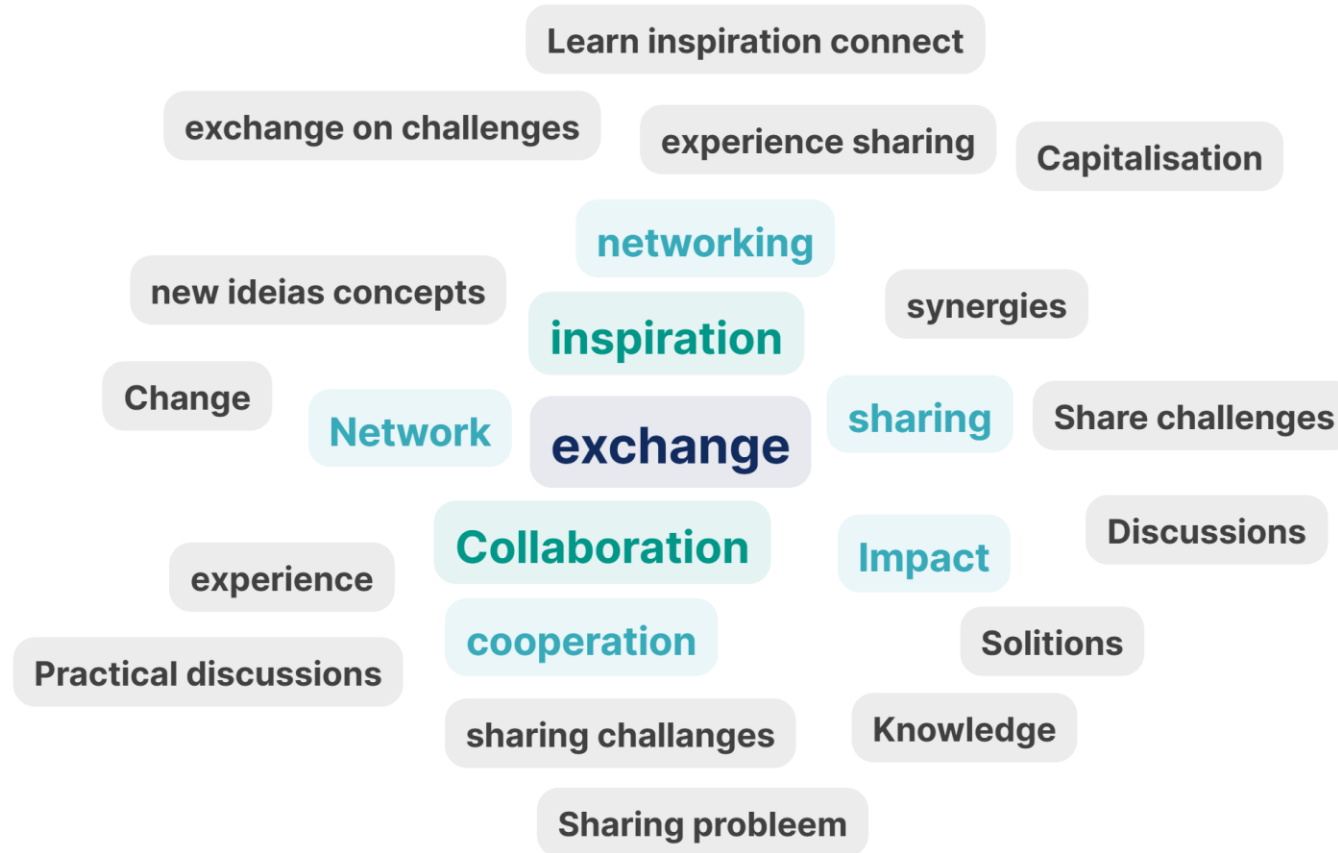 Learn inspiration connect
exchange on challenges
experience sharing
Capitalisation
networking
new ideias concepts
synergies
inspiration
Change
Network
exchange
sharing
Share challenges
Collaboration
Impact
Discussions
experience
cooperation
Solitions
Practical discussions
sharing challanges
Knowledge
Sharing probleem